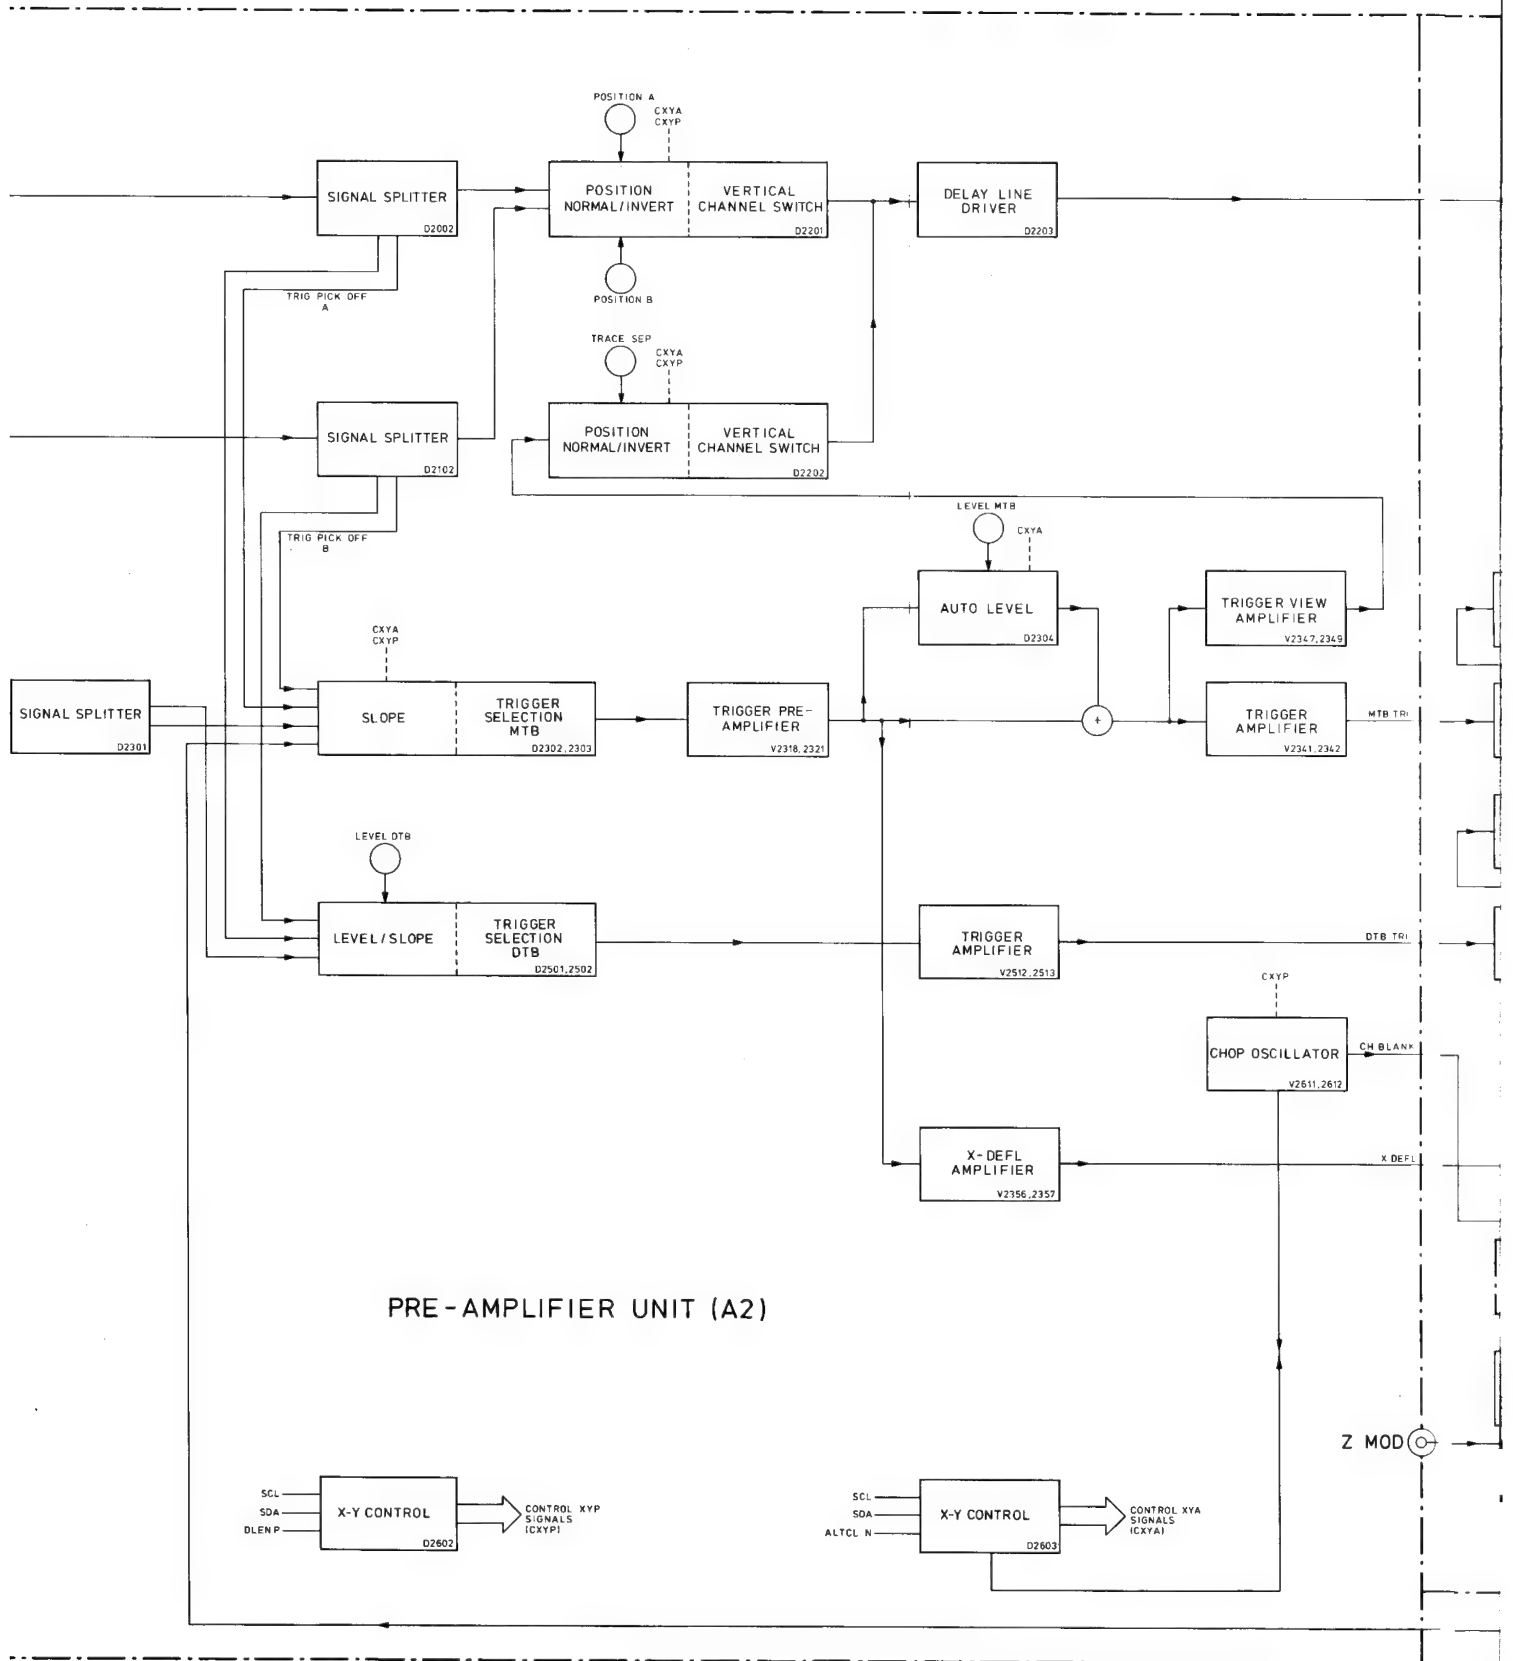 POSITION A
CXYA
CXYP
SIGNAL SPLITTER
D2002
POSITION
NORMAL/INVERT
VERTICAL
CHANNEL SWITCH
D2201
DELAY LINE
DRIVER
D2203
TRIG PICK OFF
A
POSITION B
TRACE SEP
CXYA
CXYP
SIGNAL SPLITTER
D2102
POSITION
NORMAL/INVERT
VERTICAL
CHANNEL SWITCH
D2202
TRIG PICK OFF
B
LEVEL MTB
CXYA
AUTO LEVEL
D2304
TRIGGER VIEW
AMPLIFIER
V2347,2349
CXYA
CXYP
SIGNAL SPLITTER
D2301
SLOPE
TRIGGER
SELECTION
MTB
D2302,2303
TRIGGER PRE-
AMPLIFIER
V2318,2321
+
TRIGGER
AMPLIFIER
V2341,2342
MTB TRI
LEVEL DTB
LEVEL/SLOPE
TRIGGER
SELECTION
DTB
D2501,2502
TRIGGER
AMPLIFIER
V2512,2513
DTB TRI
CXYP
CHOP OSCILLATOR
V2611,2612
CH BLANK
X-DEFL
AMPLIFIER
V2356,2357
X DEFL
PRE-AMPLIFIER UNIT (A2)
Z MOD
SCL
SDA
DLEN P
X-Y CONTROL
D2602
CONTROL XYP
SIGNALS
(CXYP)
SCL
SDA
ALTCL N
X-Y CONTROL
D2603
CONTROL XYA
SIGNALS
(CXYA)